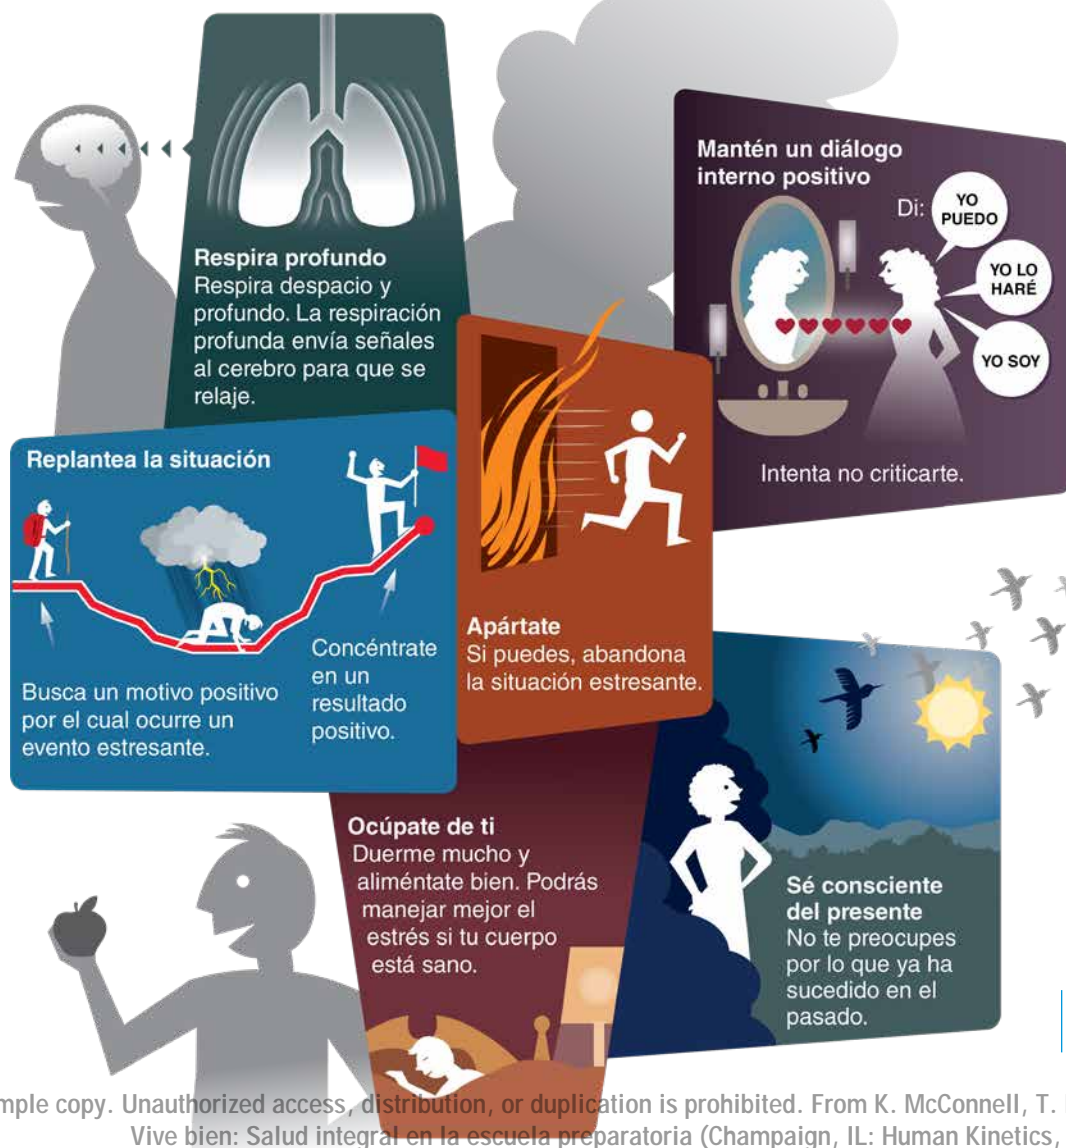 Respira profundo
Respira despacio y
profundo. La respiración
profunda envía señales
al cerebro para que se
relaje.
Mantén un diálogo
interno positivo
Di:
YO
PUEDO
YO LO
HARÉ
YO SOY
Intenta no criticarte.
Replantea la situación
Busca un motivo positivo
por el cual ocurre un
evento estresante.
Concéntrate
en un
resultado
positivo.
Apártate
Si puedes, abandona
la situación estresante.
Ocúpate de ti
Duerme mucho y
aliméntate bien. Podrás
manejar mejor el
estrés si tu cuerpo
está sano.
Sé consciente
del presente
No te preocupes
por lo que ya ha
sucedido en el
pasado.
mple copy. Unauthorized access, distribution, or duplication is prohibited. From K. McConnell, T.
Vive bien: Salud integral en la escuela preparatoria (Champaign, IL: Human Kinetics,